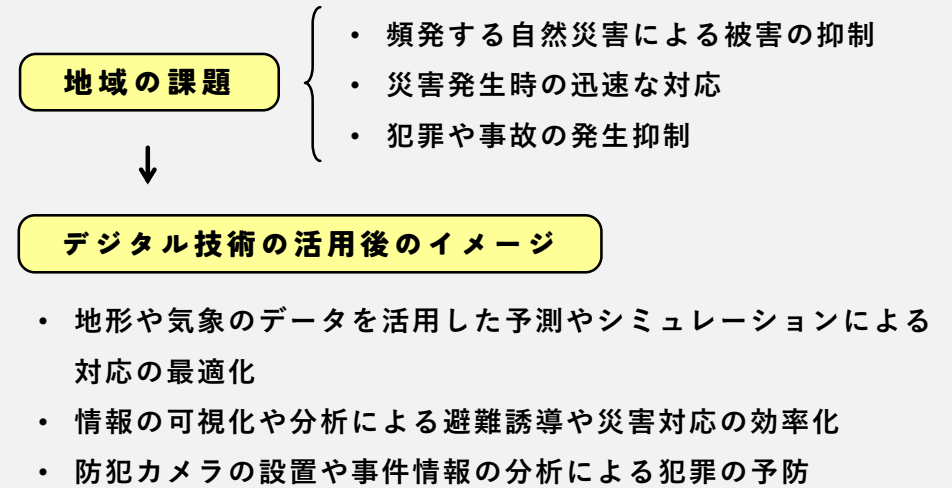 地域の課題
・ 頻発する自然災害による被害の抑制
・ 災害発生時の迅速な対応
・ 犯罪や事故の発生抑制
↓
デジタル技術の活用後のイメージ
・ 地形や気象のデータを活用した予測やシミュレーションによる
対応の最適化
・ 情報の可視化や分析による避難誘導や災害対応の効率化
・ 防犯カメラの設置や事件情報の分析による犯罪の予防